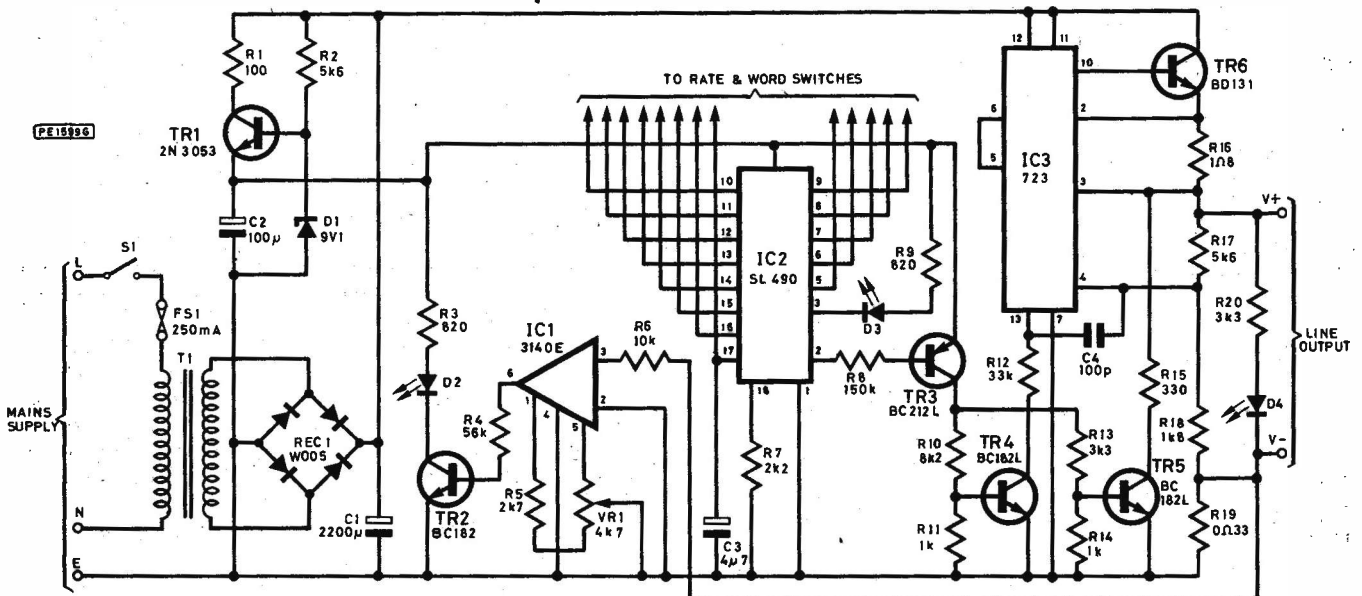 PE1599G
MAINS SUPPLY
L
N
E
S1
FS1
250mA
T1
REC1
W005
C1
2200µ
R1
100
R2
5k6
TR1
2N 3053
C2
100µ
D1
9V1
R3
820
D2
TR2
BC182
R4
56k
IC1
3140E
6
3
2
1
4
5
R5
2k7
VR1
4k7
R6
10k
TO RATE & WORD SWITCHES
IC2
SL 490
10
11
12
13
14
15
16
17
9
8
7
6
5
3
2
18
1
R7
2k2
C3
4µ7
D3
R9
820
R8
150k
TR3
BC212L
R10
8k2
R11
1k
TR4
BC182L
R12
33k
R13
3k3
R14
1k
TR5
BC
182L
R15
330
C4
100p
IC3
723
12
11
10
2
3
4
6
5
13
7
TR6
BD131
R16
1Ω8
R17
5k6
R18
1k8
R19
0Ω33
R20
3k3
D4
V+
V-
LINE OUTPUT